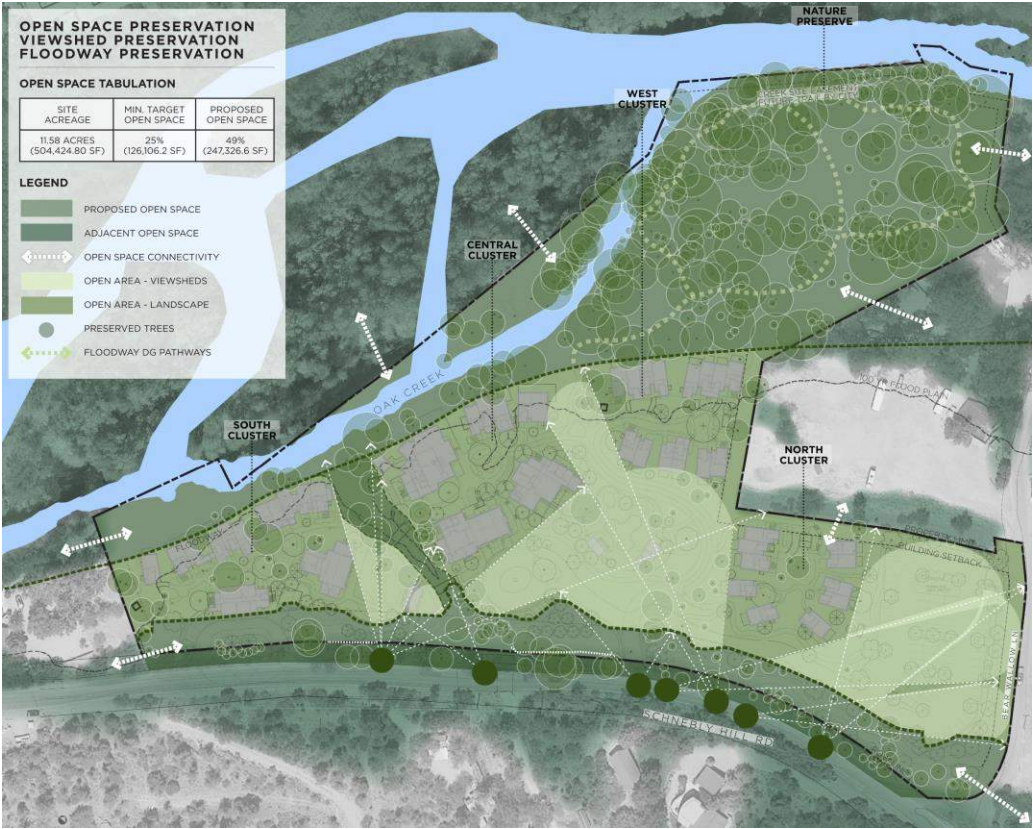 OPEN SPACE PRESERVATION
VIEWSHED PRESERVATION
FLOODWAY PRESERVATION
OPEN SPACE TABULATION
SITE ACREAGE
MIN. TARGET OPEN SPACE
PROPOSED OPEN SPACE
11.58 ACRES (504,424.80 SF)
25% (126,106.2 SF)
49% (247,326.6 SF)
LEGEND
PROPOSED OPEN SPACE
ADJACENT OPEN SPACE
OPEN SPACE CONNECTIVITY
OPEN AREA - VIEWSHEDS
OPEN AREA - LANDSCAPE
PRESERVED TREES
FLOODWAY DG PATHWAYS
NATURE
PRESERVE
WEST
CLUSTER
CENTRAL
CLUSTER
OAK CREEK
100 YR FLOOD PLAIN
SOUTH
CLUSTER
NORTH
CLUSTER
FLOODWAY
BUILDING SETBACK
SCHNEBLY HILL RD